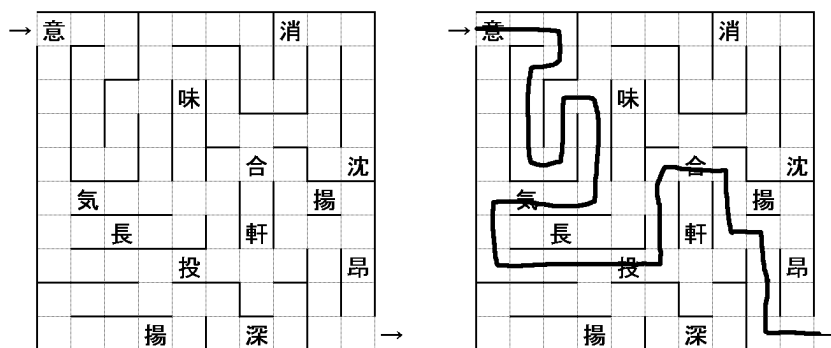 →意 消 →意 消
味 味
合 沈 合 沈
気 揚 気 揚
長 軒 長 軒
投 昂 投 昂
揚 深 → 揚 深